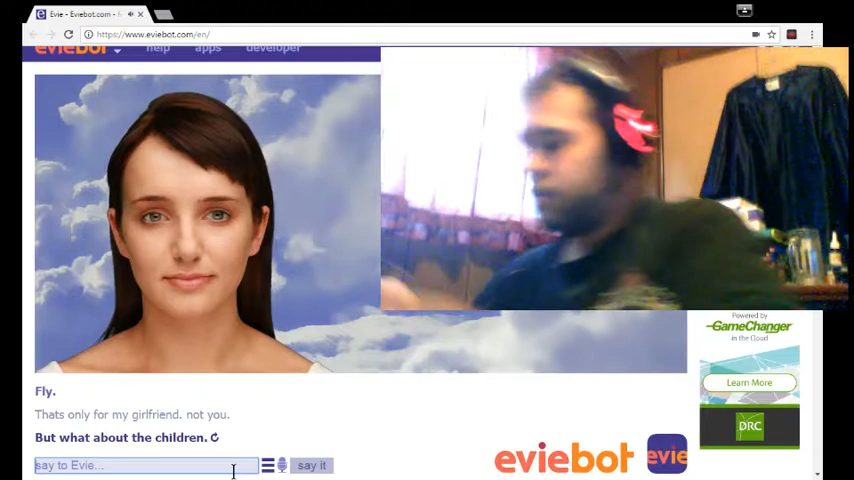 Evie - Eviebot.com -
https://www.eviebot.com/en/
eviebot help apps developer
Fly.
Thats only for my girlfriend. not you.
But what about the children.
say to Evie...
say it
eviebot
evie
Powered by
GameChanger
in the Cloud
Learn More
DRC